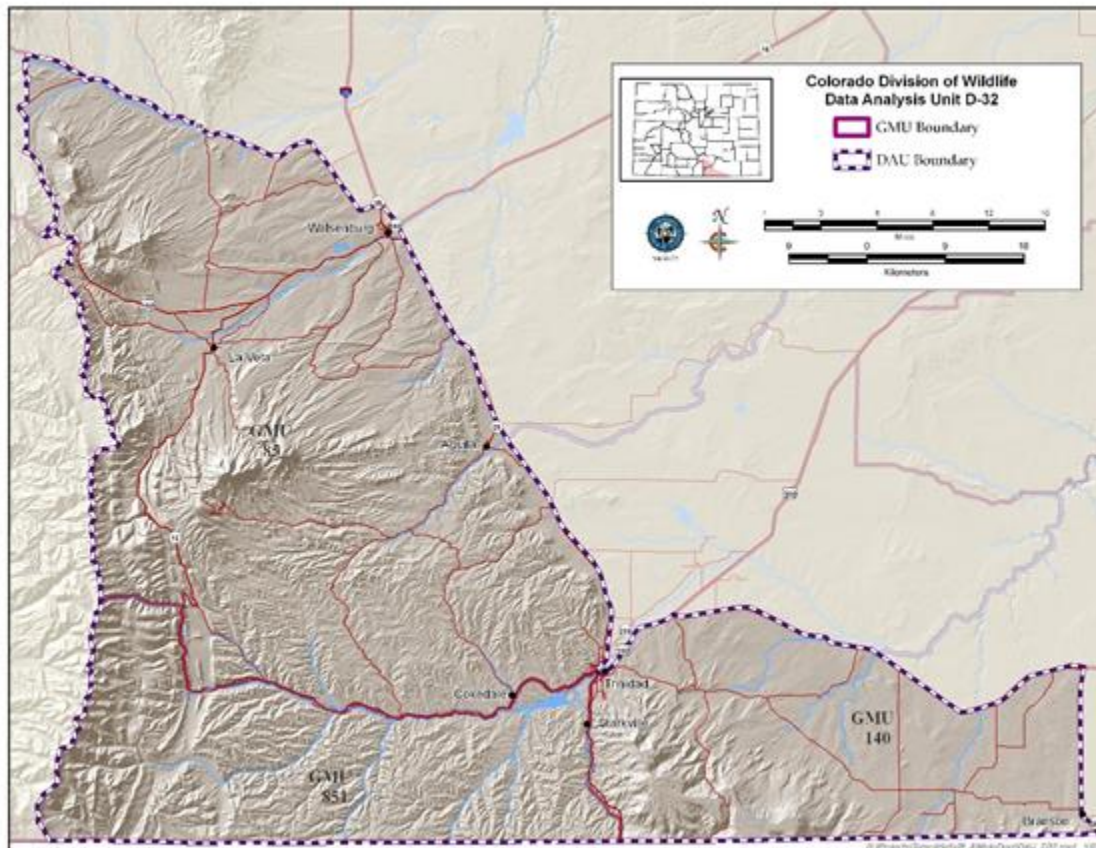 Colorado Division of Wildlife
Data Analysis Unit D-32
GMU Boundary
DAU Boundary
N
Miles
Kilometers
Walsenburg
La Veta
GMU
Aguilar
Trinidad
Cokedale
Starkville
GMU
140
GMU
851
Branson